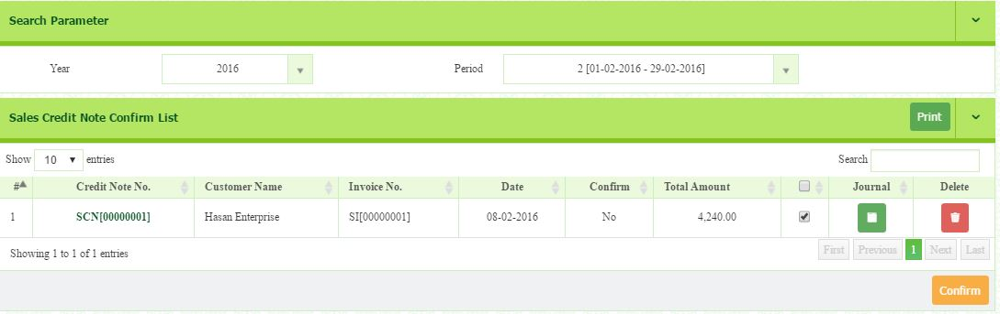 Search Parameter
Year 2016 Period 2 [01-02-2016 - 29-02-2016]
Sales Credit Note Confirm List Print
Show 10 entries Search
# Credit Note No. Customer Name Invoice No. Date Confirm Total Amount Journal Delete
1 SCN[00000001] Hasan Enterprise SI[00000001] 08-02-2016 No 4,240.00
Showing 1 to 1 of 1 entries First Previous 1 Next Last
Confirm